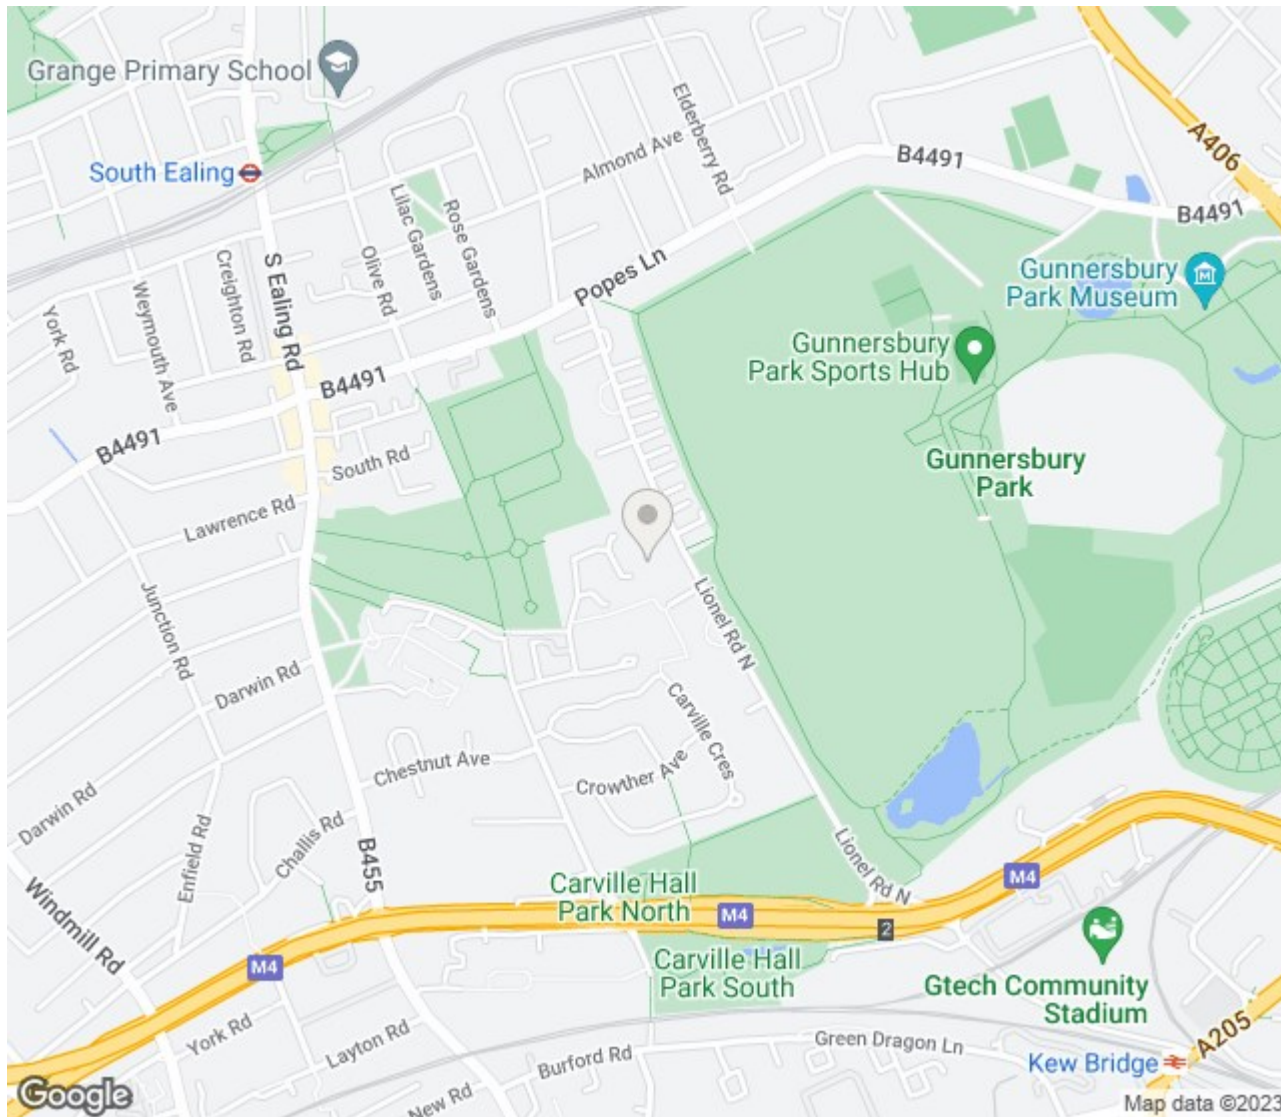 Grange Primary School
South Ealing
Elderberry Rd
A406
Almond Ave
B4491
B4491
Lilac Gardens
Rose Gardens
Olive Rd
Creighton Rd
S Ealing Rd
Popes Ln
Gunnersbury
Park Museum
Weymouth Ave
York Rd
Gunnersbury
Park Sports Hub
B4491
B4491
South Rd
Gunnersbury
Park
Lawrence Rd
Junction Rd
Lionel Rd N
Darwin Rd
Carville Cres
Chestnut Ave
Crowther Ave
Darwin Rd
Enfield Rd
Challis Rd
B455
Lionel Rd N
Windmill Rd
Carville Hall
Park North
M4
M4
2
M4
Carville Hall
Park South
Gtech Community
Stadium
York Rd
Layton Rd
Burford Rd
Green Dragon Ln
A205
Kew Bridge
New Rd
Google
Map data ©2023